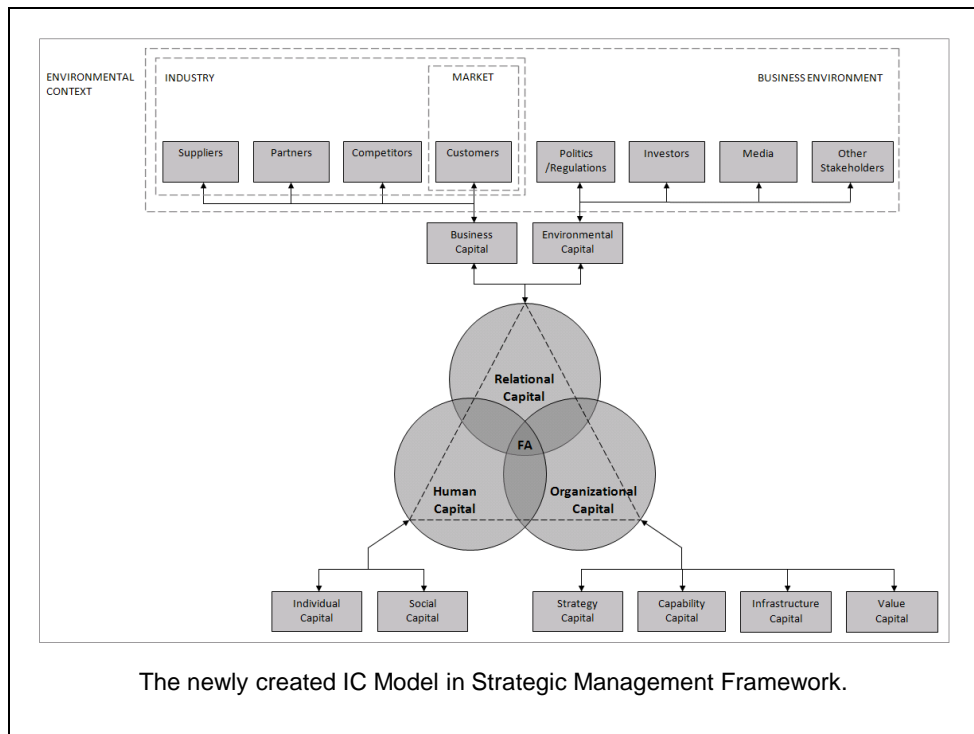 ENVIRONMENTAL
CONTEXT
INDUSTRY
MARKET
BUSINESS ENVIRONMENT
Suppliers
Partners
Competitors
Customers
Politics
/Regulations
Investors
Media
Other
Stakeholders
Business
Capital
Environmental
Capital
Relational
Capital
FA
Human
Capital
Organizational
Capital
Individual
Capital
Social
Capital
Strategy
Capital
Capability
Capital
Infrastructure
Capital
Value
Capital
The newly created IC Model in Strategic Management Framework.